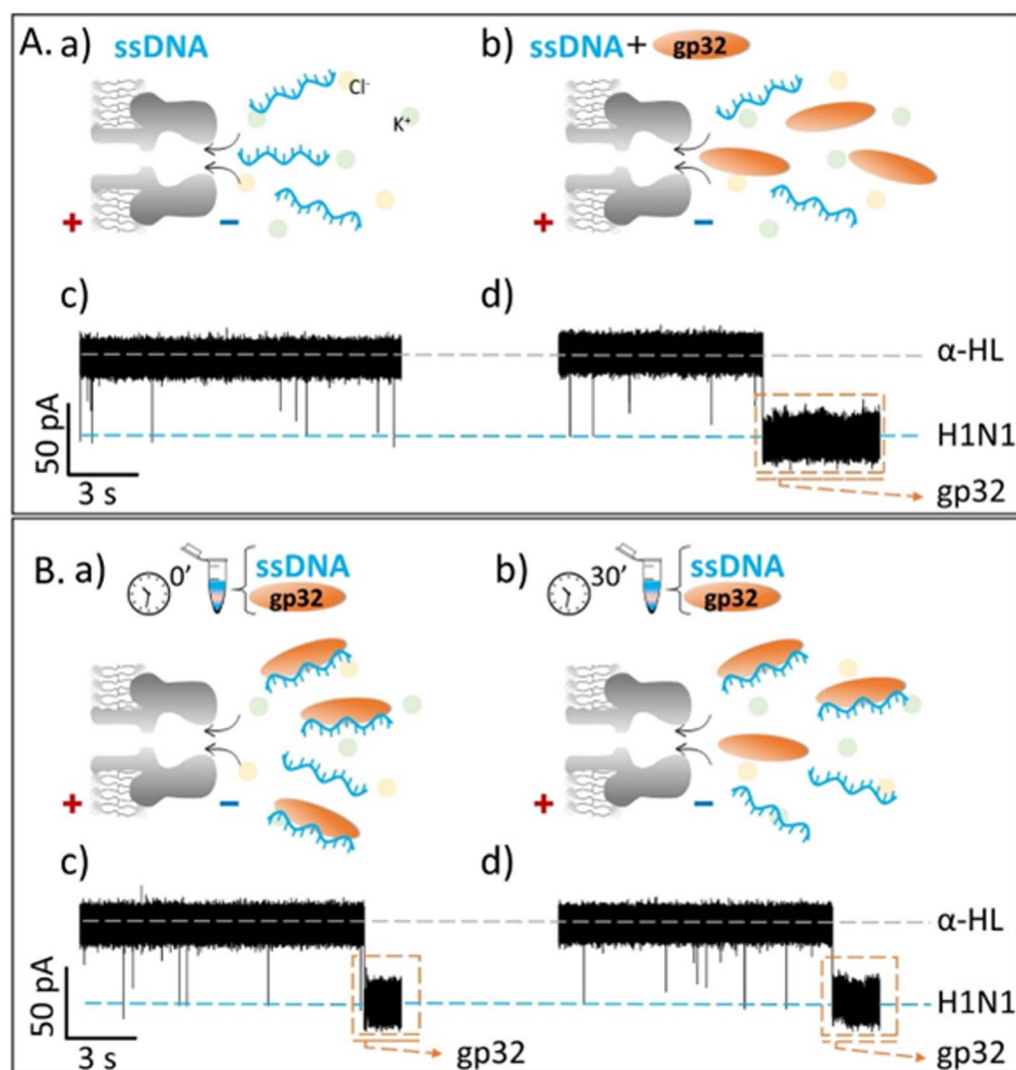 A. a) ssDNA
Cl-
K+
+
−
b) ssDNA + gp32
+
−
c)
50 pA
3 s
d)
α-HL
H1N1
gp32
B. a) 0’ ssDNA
gp32
+
−
b) 30’ ssDNA
gp32
+
−
c)
50 pA
3 s
gp32
d)
α-HL
H1N1
gp32